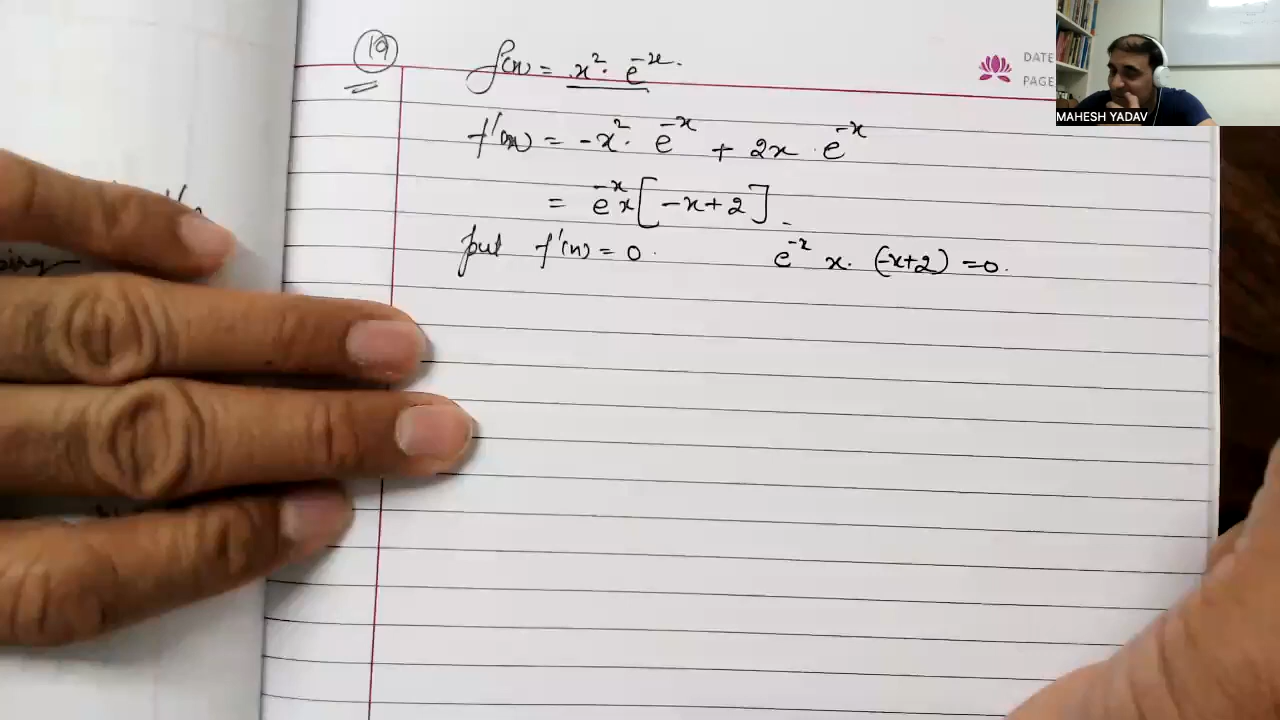 19
f(x) = x². e⁻ˣ.
DATE
PAGE
MAHESH YADAV
f'(x) = -x². e⁻ˣ + 2x . e⁻ˣ
= e⁻ˣ x [-x+2].
put f'(x) = 0. e⁻ˣ x. (-x+2) = 0.